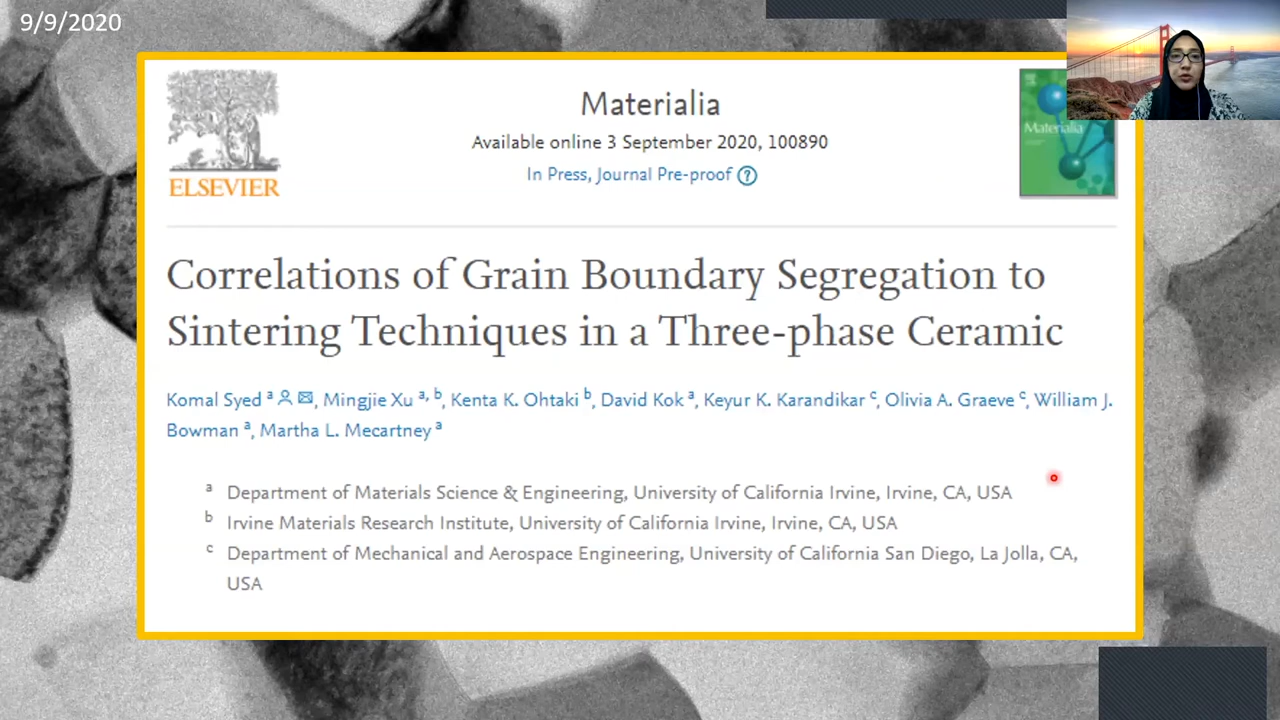 9/9/2020
ELSEVIER
Materialia
Available online 3 September 2020, 100890
In Press, Journal Pre-proof ?
Materialia
Correlations of Grain Boundary Segregation to
Sintering Techniques in a Three-phase Ceramic
Komal Syed a, Mingjie Xu a, b, Kenta K. Ohtaki b, David Kok a, Keyur K. Karandikar c, Olivia A. Graeve c, William J.
Bowman a, Martha L. Mecartney a
a Department of Materials Science & Engineering, University of California Irvine, Irvine, CA, USA
b Irvine Materials Research Institute, University of California Irvine, Irvine, CA, USA
c Department of Mechanical and Aerospace Engineering, University of California San Diego, La Jolla, CA,
USA